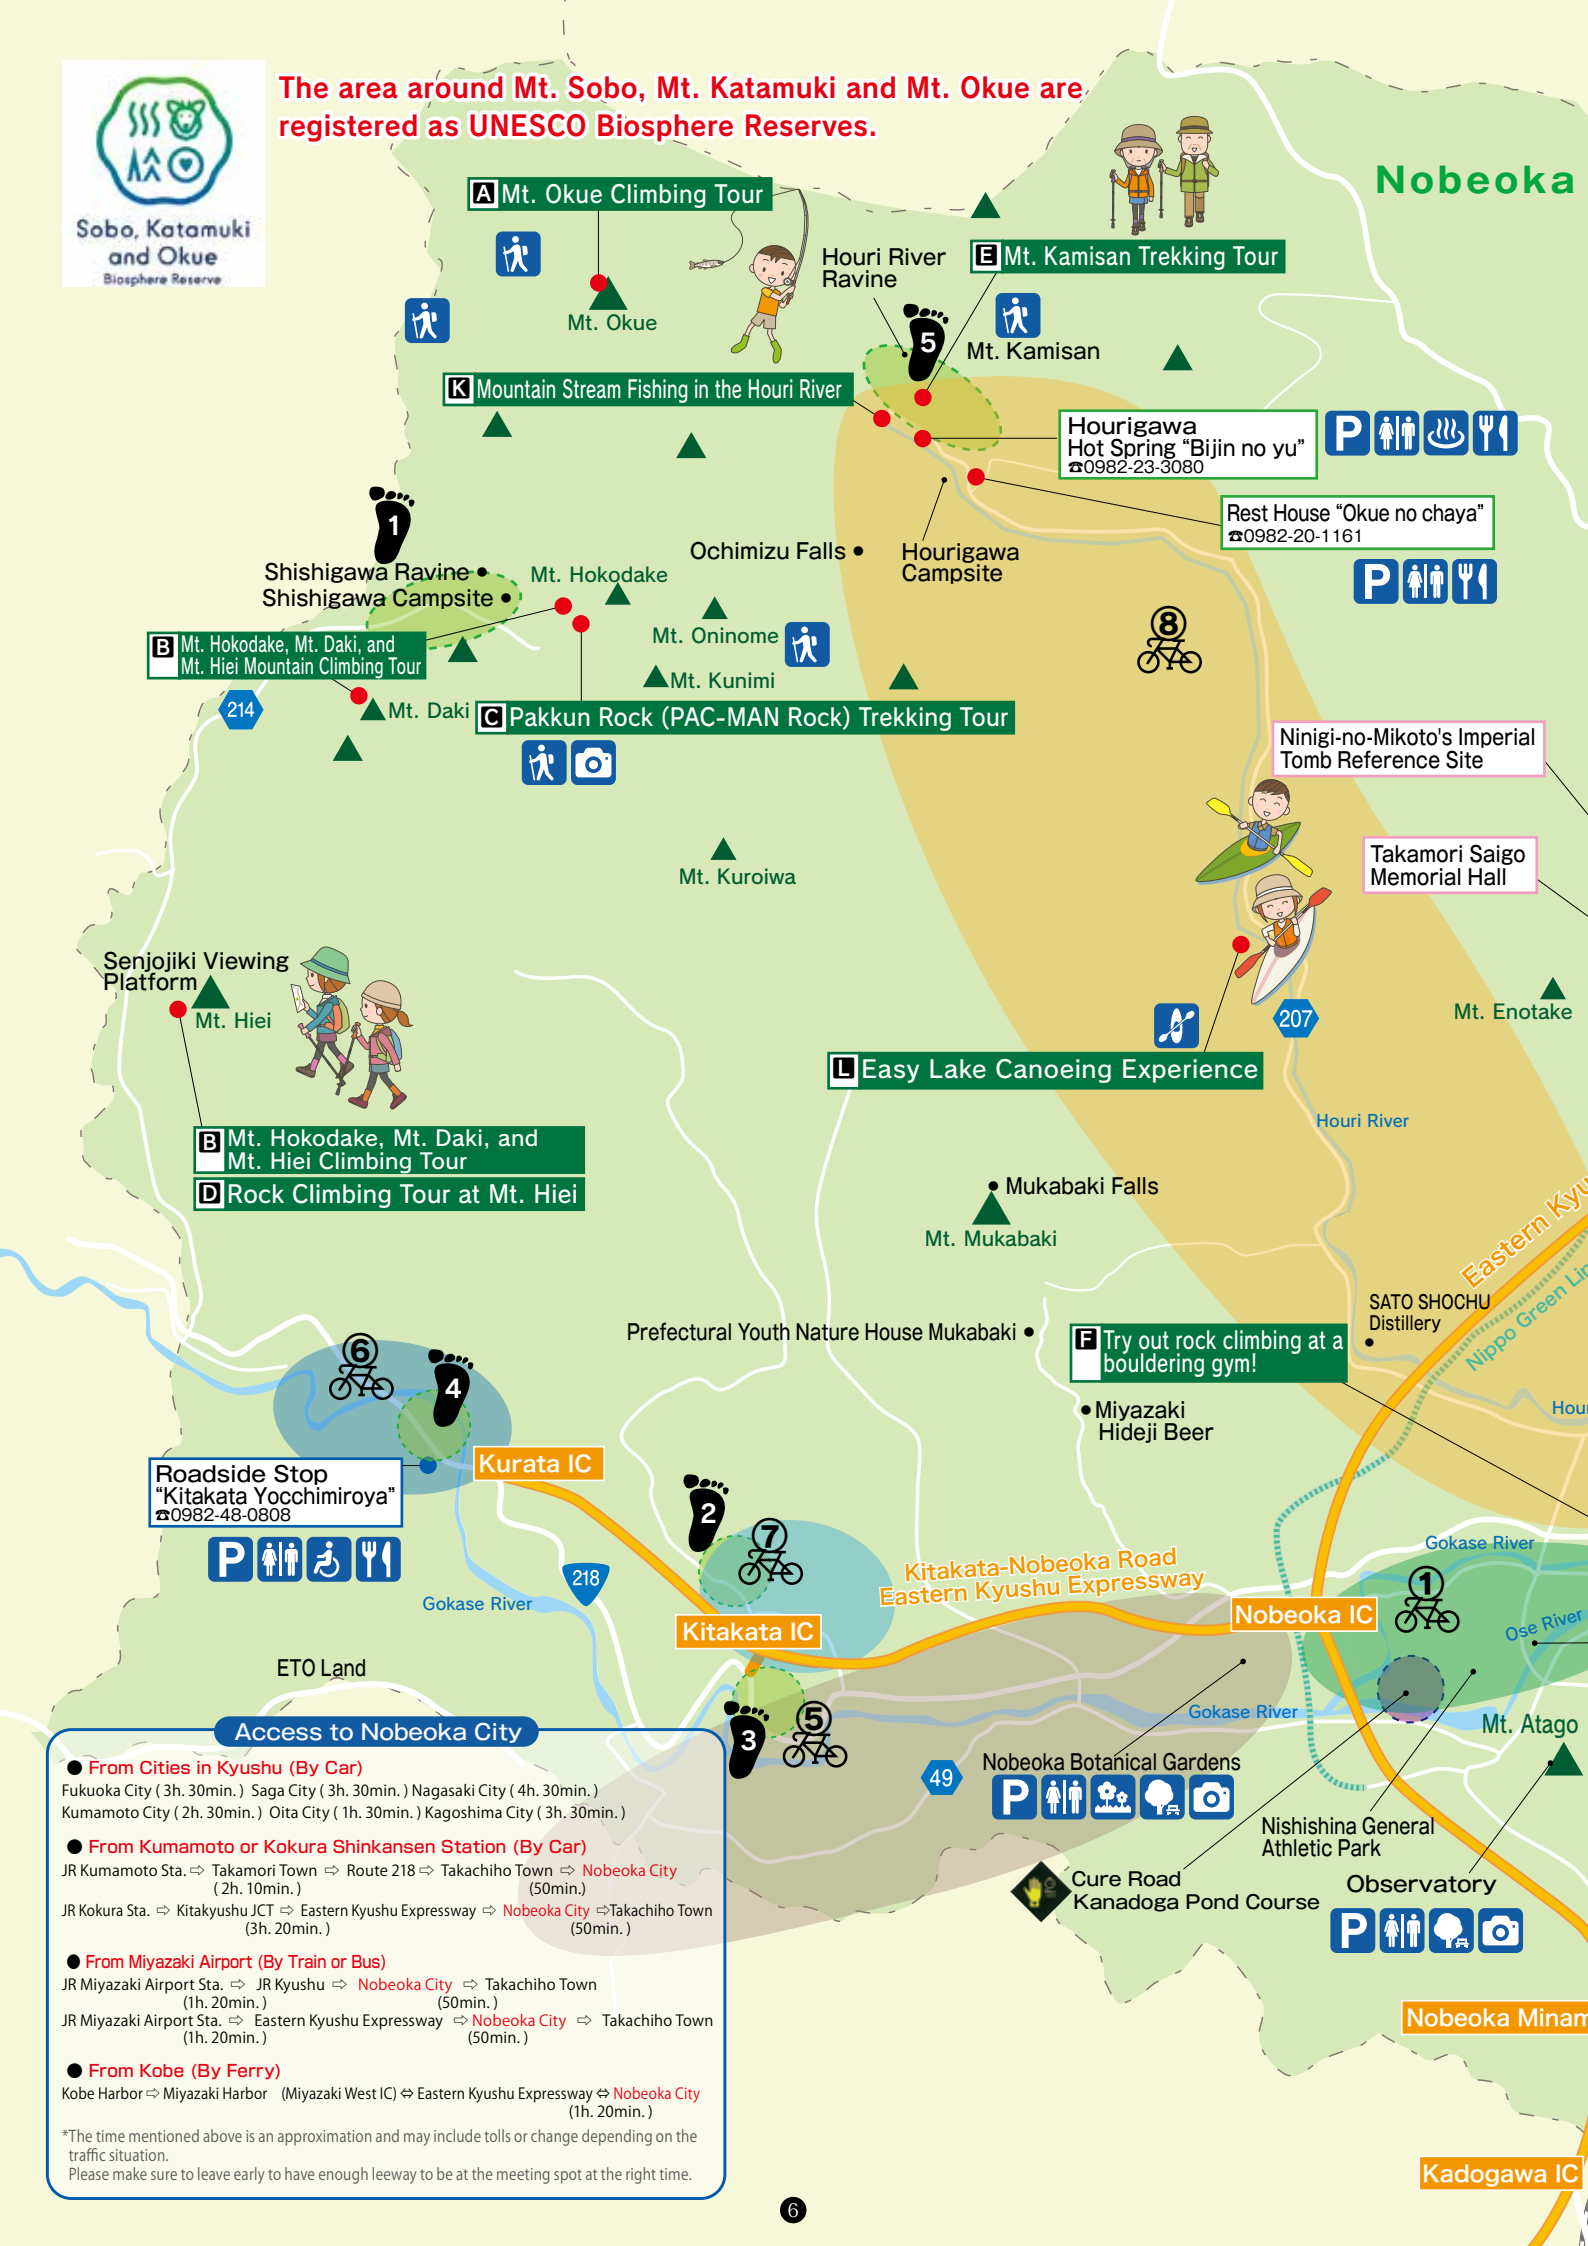 The area around Mt. Sobo, Mt. Katamuki and Mt. Okue are
registered as UNESCO Biosphere Reserves.
Sobo, Katamuki
and Okue
Biosphere Reserve
Nobeoka
A Mt. Okue Climbing Tour
Mt. Okue
Houri River
Ravine
E Mt. Kamisan Trekking Tour
5
Mt. Kamisan
K Mountain Stream Fishing in the Houri River
Hourigawa
Hot Spring “Bijin no yu”
☎0982-23-3080
P
Rest House “Okue no chaya”
☎0982-20-1161
P
1
Shishigawa Ravine
Shishigawa Campsite
Mt. Hokodake
Ochimizu Falls
Hourigawa
Campsite
Mt. Oninome
8
B Mt. Hokodake, Mt. Daki, and
Mt. Hiei Mountain Climbing Tour
Mt. Kunimi
214
Mt. Daki
C Pakkun Rock (PAC-MAN Rock) Trekking Tour
Ninigi-no-Mikoto's Imperial
Tomb Reference Site
Takamori Saigo
Memorial Hall
Mt. Kuroiwa
Senjojiki Viewing
Platform
Mt. Hiei
Mt. Enotake
207
L Easy Lake Canoeing Experience
Houri River
B Mt. Hokodake, Mt. Daki, and
Mt. Hiei Climbing Tour
D Rock Climbing Tour at Mt. Hiei
Mukabaki Falls
Mt. Mukabaki
Eastern Kyu
Nippo Green Lin
SATO SHOCHU
Distillery
Prefectural Youth Nature House Mukabaki
F Try out rock climbing at a
bouldering gym!
6
4
Miyazaki
Hideji Beer
Hou
Kurata IC
Roadside Stop
“Kitakata Yocchimiroya”
☎0982-48-0808
P
2
7
218
Gokase River
Kitakata-Nobeoka Road
Eastern Kyushu Expressway
Gokase River
1
Nobeoka IC
Ose River
Kitakata IC
ETO Land
3
5
Gokase River
Mt. Atago
49
Nobeoka Botanical Gardens
P
Nishishina General
Athletic Park
Cure Road
Kanadoga Pond Course
Observatory
P
Nobeoka Minam
Kadogawa IC
Access to Nobeoka City
● From Cities in Kyushu (By Car)
Fukuoka City ( 3h. 30min. ) Saga City ( 3h. 30min. ) Nagasaki City ( 4h. 30min. )
Kumamoto City ( 2h. 30min. ) Oita City ( 1h. 30min. ) Kagoshima City ( 3h. 30min. )
● From Kumamoto or Kokura Shinkansen Station (By Car)
JR Kumamoto Sta. ⇨ Takamori Town ⇨ Route 218 ⇨ Takachiho Town ⇨ Nobeoka City
( 2h. 10min. ) (50min.)
JR Kokura Sta. ⇨ Kitakyushu JCT ⇨ Eastern Kyushu Expressway ⇨ Nobeoka City ⇨Takachiho Town
(3h. 20min. ) (50min. )
● From Miyazaki Airport (By Train or Bus)
JR Miyazaki Airport Sta. ⇨ JR Kyushu ⇨ Nobeoka City ⇨ Takachiho Town
(1h. 20min. ) (50min. )
JR Miyazaki Airport Sta. ⇨ Eastern Kyushu Expressway ⇨ Nobeoka City ⇨ Takachiho Town
(1h. 20min. ) (50min. )
● From Kobe (By Ferry)
Kobe Harbor ⇨ Miyazaki Harbor (Miyazaki West IC) ⇔ Eastern Kyushu Expressway ⇔ Nobeoka City
(1h. 20min. )
*The time mentioned above is an approximation and may include tolls or change depending on the
traffic situation.
Please make sure to leave early to have enough leeway to be at the meeting spot at the right time.
6